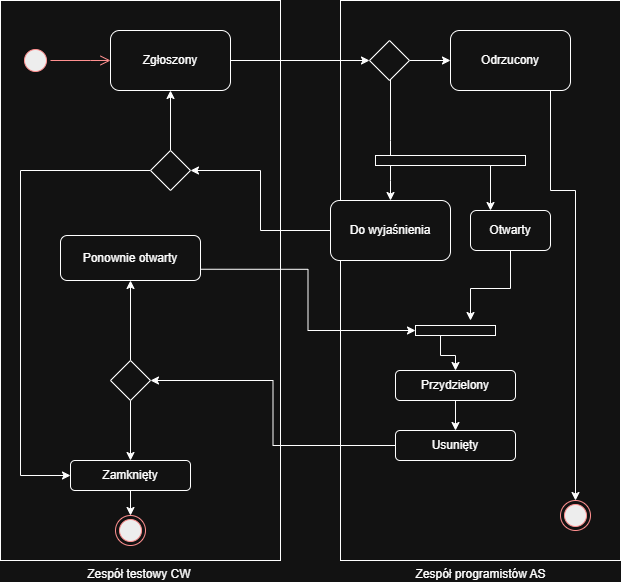 Zgłoszony
Odrzucony
Do wyjaśnienia
Otwarty
Ponownie otwarty
Przydzielony
Usunięty
Zamknięty
Zespół testowy CW
Zespół programistów AS